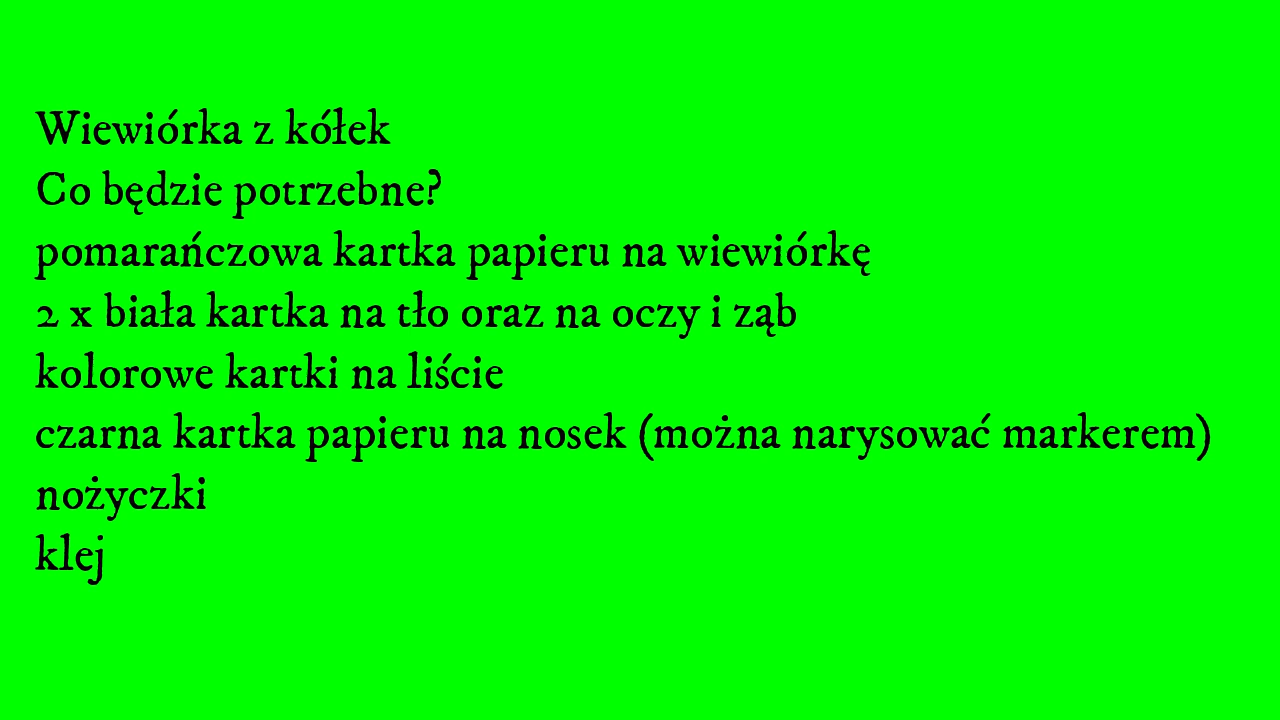 Wiewiórka z kółek
Co będzie potrzebne?
pomarańczowa kartka papieru na wiewiórkę
2 x biała kartka na tło oraz na oczy i ząb
kolorowe kartki na liście
czarna kartka papieru na nosek (można narysować markerem)
nożyczki
klej